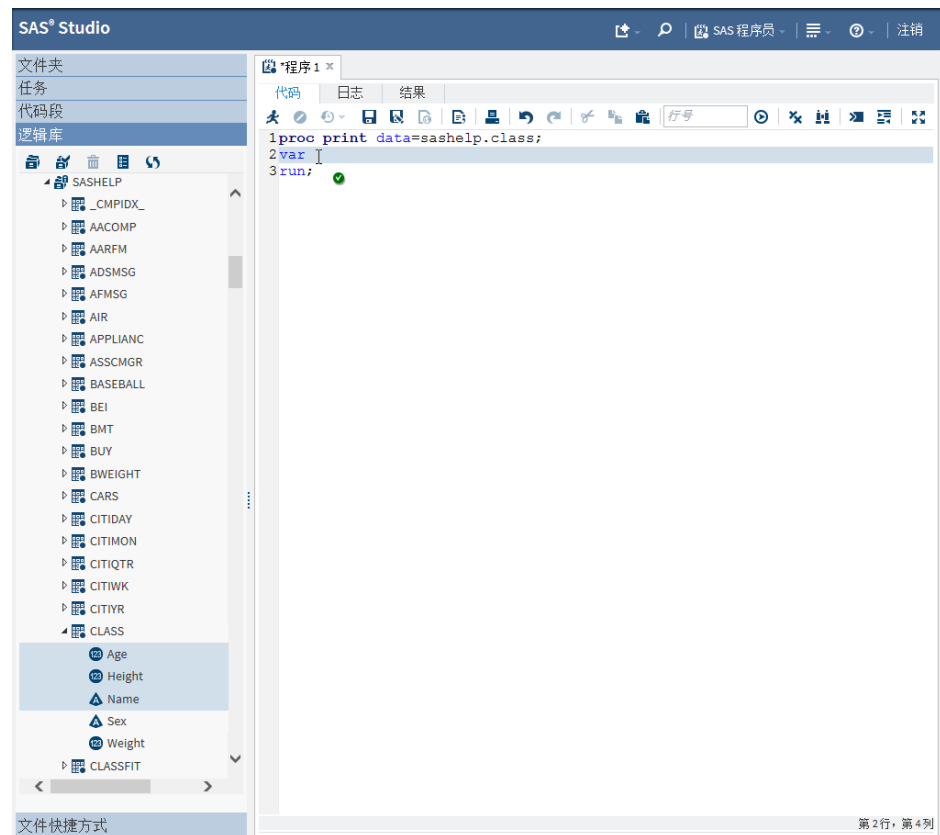 SAS® Studio
SAS 程序员
注销
文件夹
任务
代码段
逻辑库
SASHELP
_CMPIDX_
AACOMP
AARFM
ADSMSG
AFMSG
AIR
APPLIANC
ASSCMGR
BASEBALL
BEI
BMT
BUY
BWEIGHT
CARS
CITIDAY
CITIMON
CITIQTR
CITIWK
CITIYR
CLASS
123 Age
123 Height
A Name
A Sex
123 Weight
CLASSFIT
文件快捷方式
*程序 1 ×
代码 日志 结果
行号
1 proc print data=sashelp.class;
2 var
3 run;
第 2行，第 4列